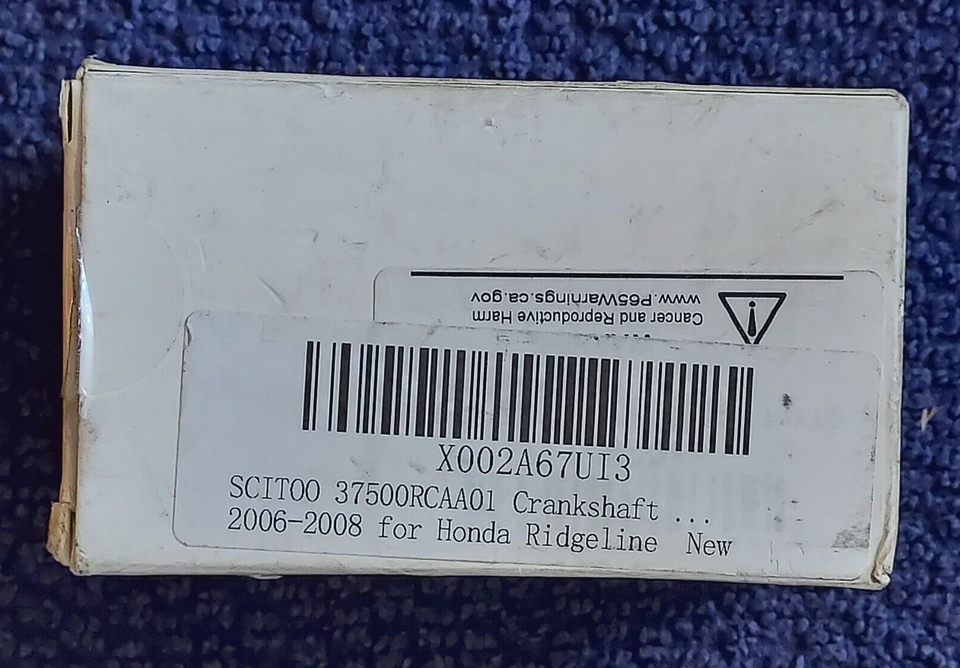 www.P65Warnings.ca.gov
Cancer and Reproductive Harm
X002A67UI3
SCITOO 37500RCAA01 Crankshaft ...
2006-2008 for Honda Ridgeline New